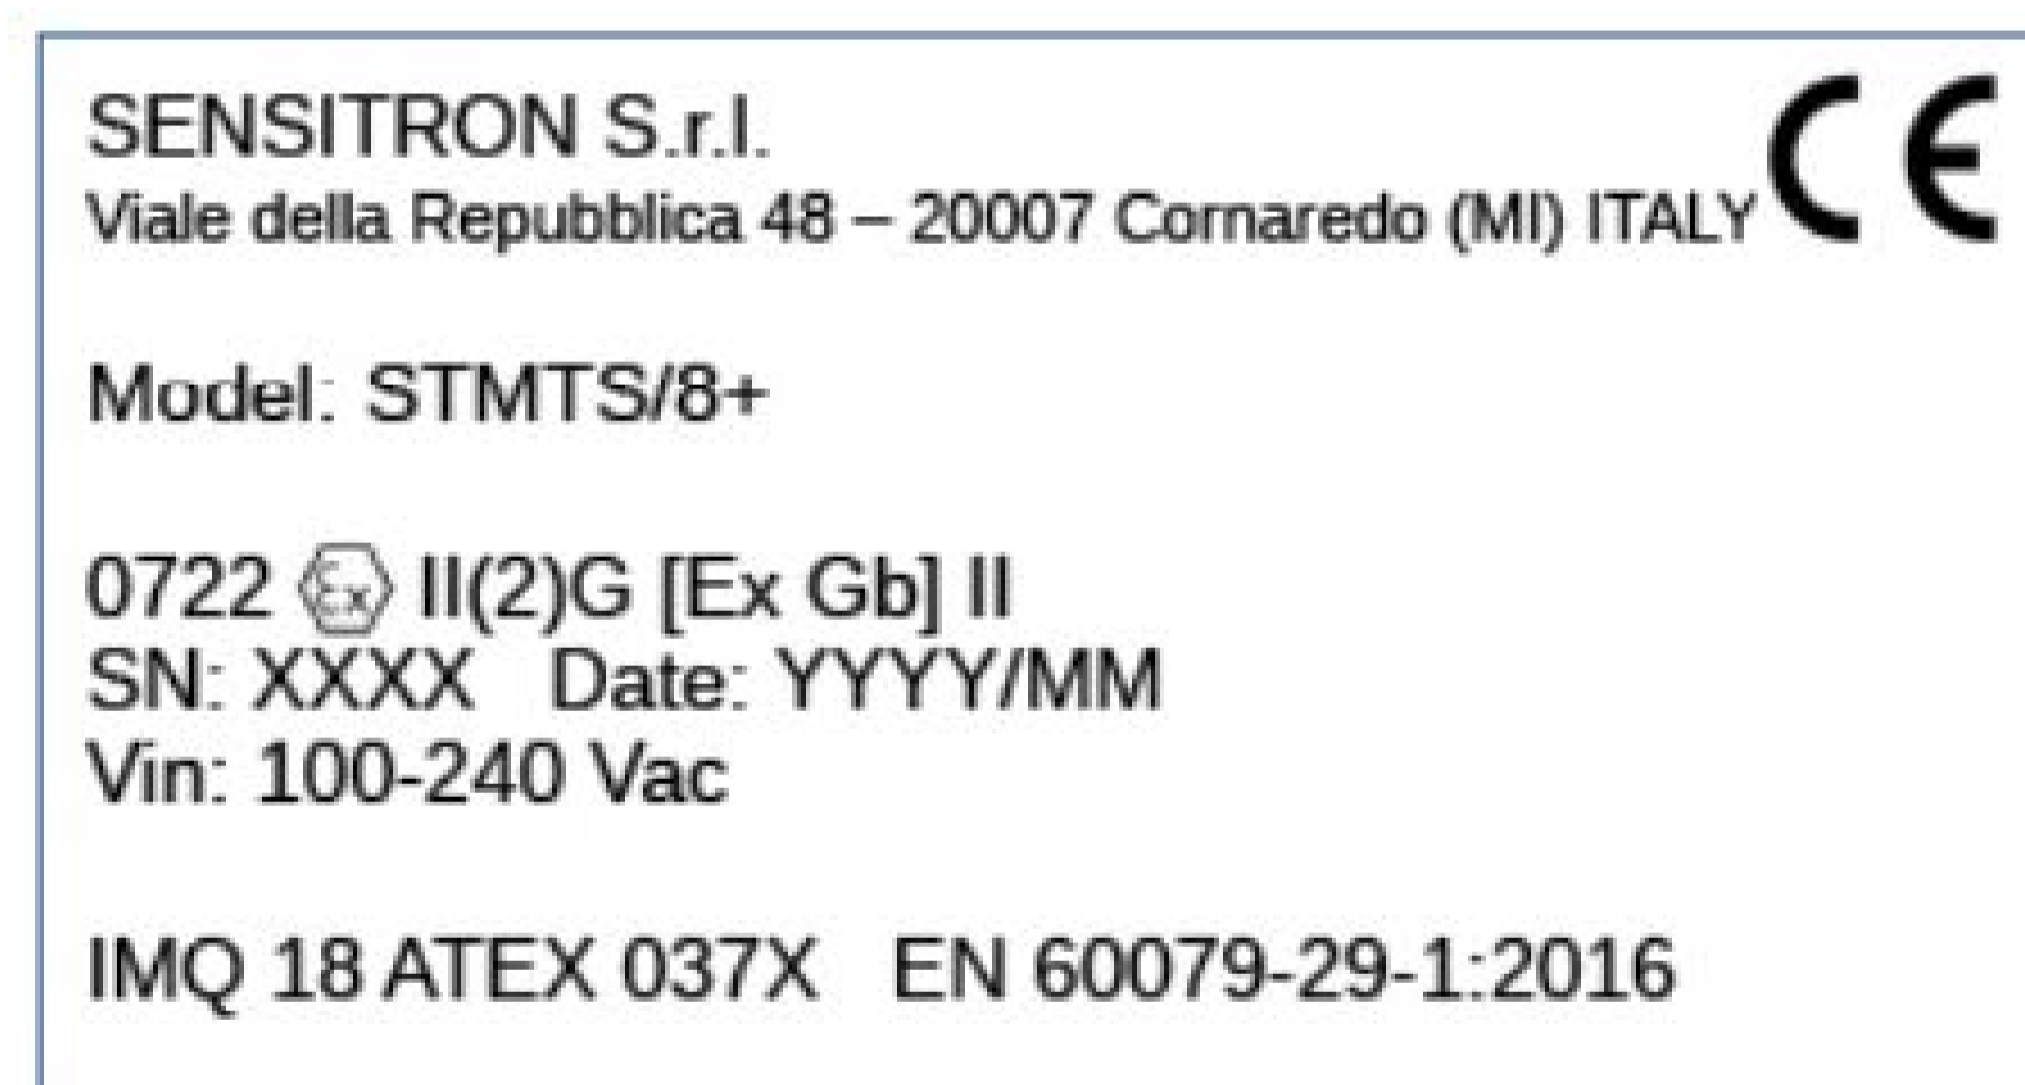 SENSITRON S.r.l.
CE
Viale della Repubblica 48 – 20007 Cornaredo (MI) ITALY
Model: STMTS/8+
0722 Ex II(2)G [Ex Gb] II
SN: XXXX Date: YYYY/MM
Vin: 100-240 Vac
IMQ 18 ATEX 037X EN 60079-29-1:2016